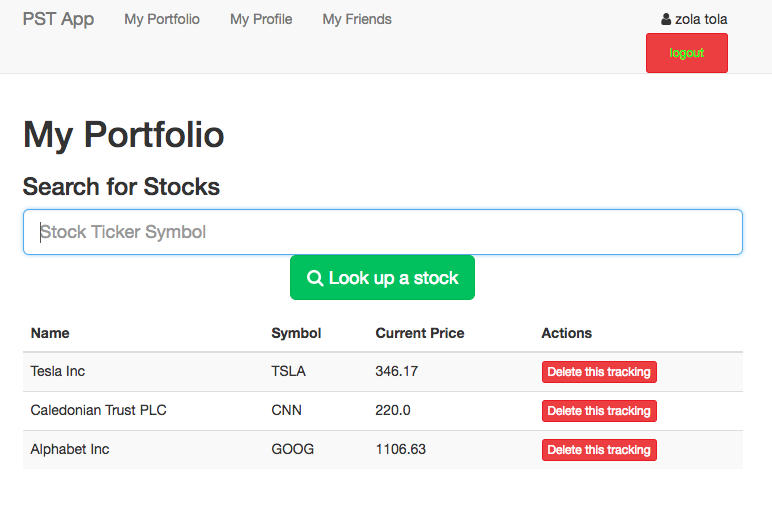 PST App My Portfolio My Profile My Friends zola tola
logout
My Portfolio
Search for Stocks
Stock Ticker Symbol
Look up a stock
Name Symbol Current Price Actions
Tesla Inc TSLA 346.17 Delete this tracking
Caledonian Trust PLC CNN 220.0 Delete this tracking
Alphabet Inc GOOG 1106.63 Delete this tracking